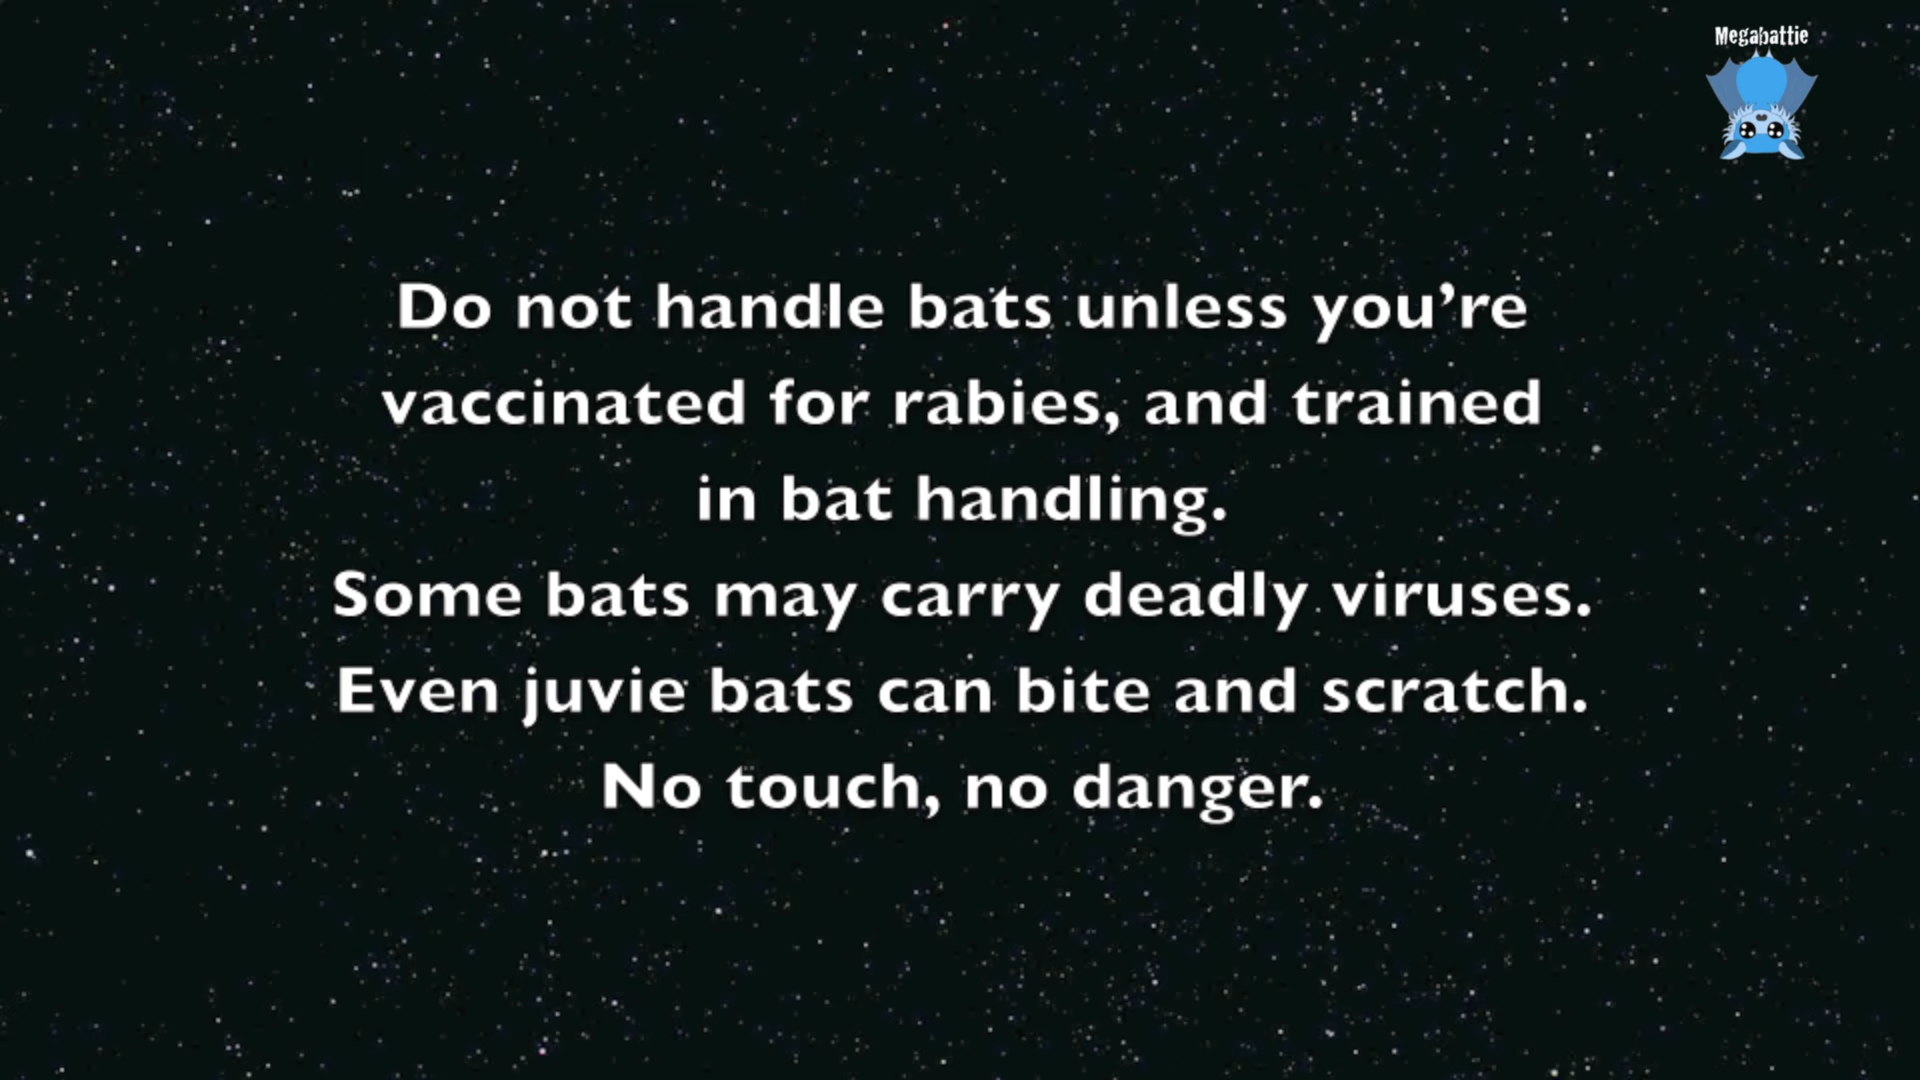 Megabattie
Do not handle bats unless you’re
vaccinated for rabies, and trained
in bat handling.
Some bats may carry deadly viruses.
Even juvie bats can bite and scratch.
No touch, no danger.